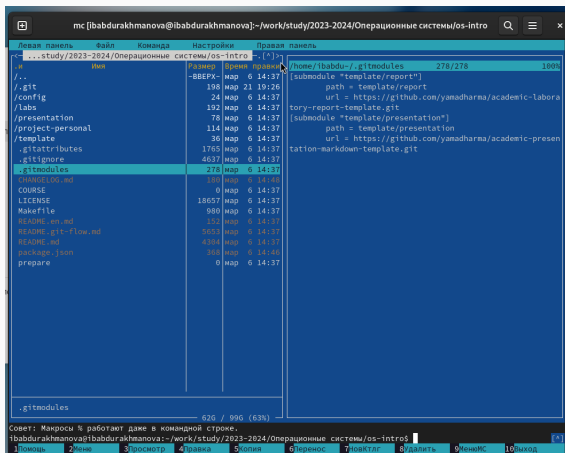 mc [ibabdurakhmanova@ibabdurakhmanova]:~/work/study/2023-2024/Операционные системы/os-intro
Левая панель Файл Команда Настройки Правая панель
<— ...study/2023-2024/Операционные системы/os-intro —.[^]>
.и Имя Размер Время правки
/.. -ВВЕРХ- мар 6 14:37
/.git 198 мар 21 19:26
/config 24 мар 6 14:37
/labs 192 мар 6 14:37
/presentation 78 мар 6 14:37
/project-personal 114 мар 6 14:37
/template 36 мар 6 14:37
.gitattributes 1765 мар 6 14:37
.gitignore 4637 мар 6 14:37
.gitmodules 278 мар 6 14:37
CHANGELOG.md 180 мар 6 14:48
COURSE 0 мар 6 14:37
LICENSE 18657 мар 6 14:37
Makefile 980 мар 6 14:37
README.en.md 152 мар 6 14:37
README.git-flow.md 5653 мар 6 14:37
README.md 4384 мар 6 14:37
package.json 368 мар 6 14:46
prepare 0 мар 6 14:37
.gitmodules
62G / 99G (63%)
/home/ibabdu~/.gitmodules 278/278 100%
[submodule "template/report"]
path = template/report
url = https://github.com/yamadharma/academic-labora
tory-report-template.git
[submodule "template/presentation"]
path = template/presentation
url = https://github.com/yamadharma/academic-presen
tation-markdown-template.git
Совет: Макросы % работают даже в командной строке.
ibabdurakhmanova@ibabdurakhmanova:~/work/study/2023-2024/Операционные системы/os-intro$ [^]
1Помощь 2Меню 3Просмотр 4Правка 5Копия 6Перенос 7НовКтлг 8Удалить 9МенюMC 10Выход